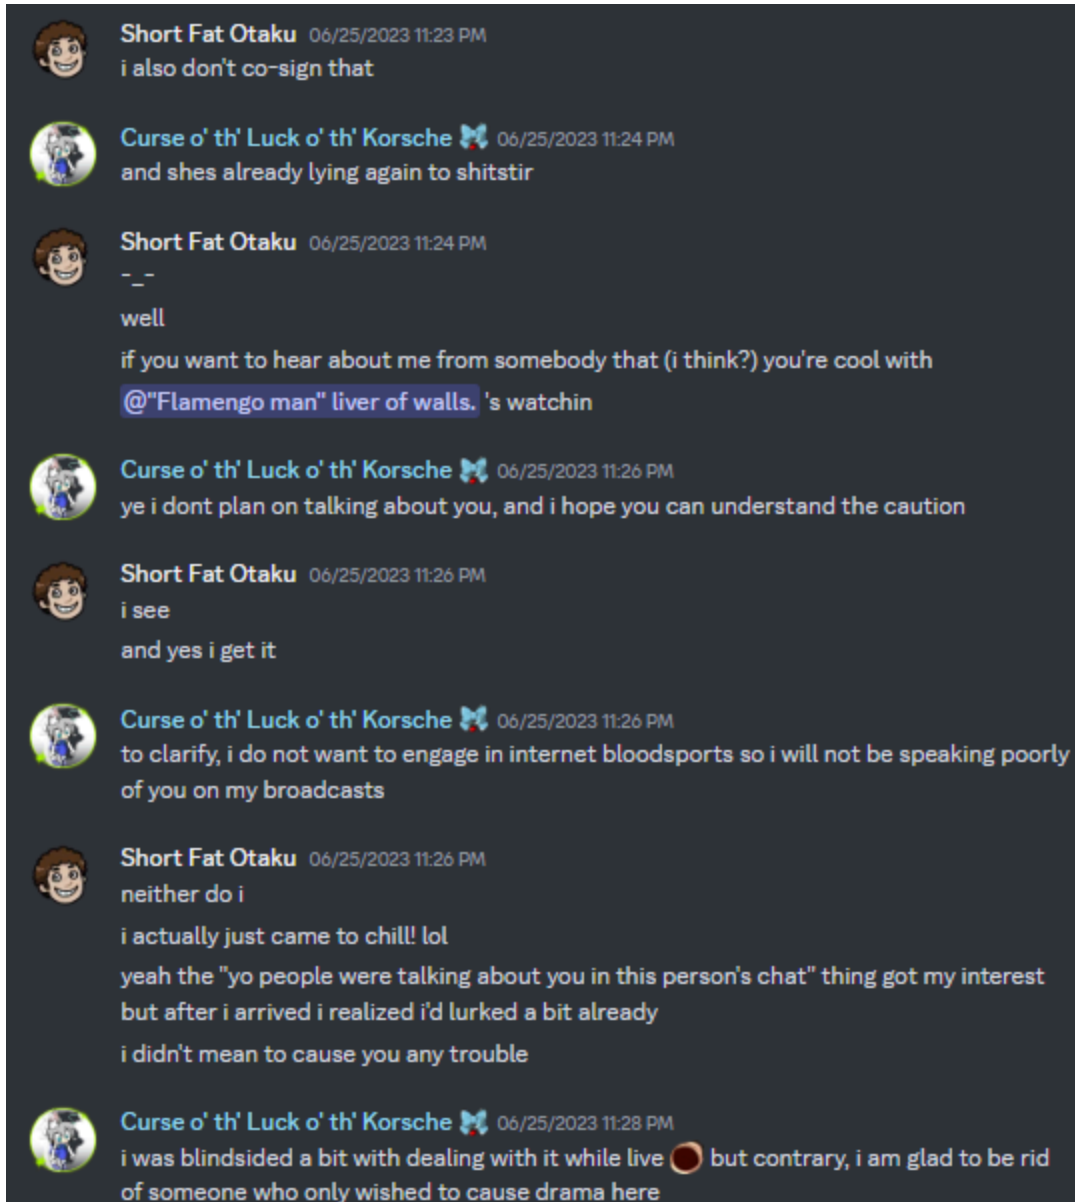 Short Fat Otaku 06/25/2023 11:23 PM
i also don't co-sign that
Curse o' th' Luck o' th' Korsche 06/25/2023 11:24 PM
and shes already lying again to shitstir
Short Fat Otaku 06/25/2023 11:24 PM
-_-
well
if you want to hear about me from somebody that (i think?) you're cool with
@"Flamengo man" liver of walls. 's watchin
Curse o' th' Luck o' th' Korsche 06/25/2023 11:26 PM
ye i dont plan on talking about you, and i hope you can understand the caution
Short Fat Otaku 06/25/2023 11:26 PM
i see
and yes i get it
Curse o' th' Luck o' th' Korsche 06/25/2023 11:26 PM
to clarify, i do not want to engage in internet bloodsports so i will not be speaking poorly
of you on my broadcasts
Short Fat Otaku 06/25/2023 11:26 PM
neither do i
i actually just came to chill! lol
yeah the "yo people were talking about you in this person's chat" thing got my interest
but after i arrived i realized i'd lurked a bit already
i didn't mean to cause you any trouble
Curse o' th' Luck o' th' Korsche 06/25/2023 11:28 PM
i was blindsided a bit with dealing with it while live but contrary, i am glad to be rid
of someone who only wished to cause drama here